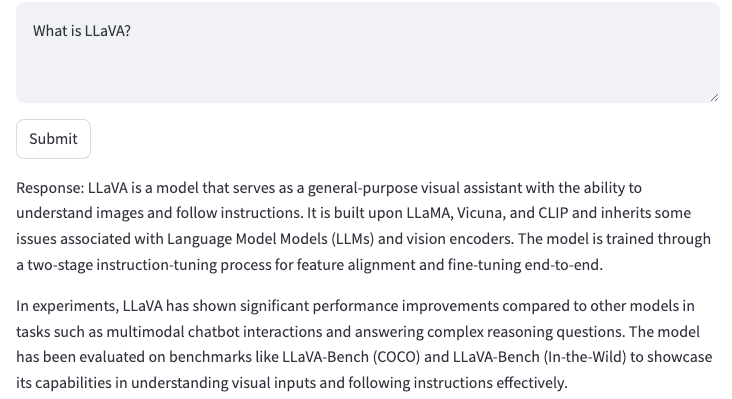 What is LLaVA?
Submit
Response: LLaVA is a model that serves as a general-purpose visual assistant with the ability to
understand images and follow instructions. It is built upon LLaMA, Vicuna, and CLIP and inherits some
issues associated with Language Model Models (LLMs) and vision encoders. The model is trained through
a two-stage instruction-tuning process for feature alignment and fine-tuning end-to-end.
In experiments, LLaVA has shown significant performance improvements compared to other models in
tasks such as multimodal chatbot interactions and answering complex reasoning questions. The model
has been evaluated on benchmarks like LLaVA-Bench (COCO) and LLaVA-Bench (In-the-Wild) to showcase
its capabilities in understanding visual inputs and following instructions effectively.